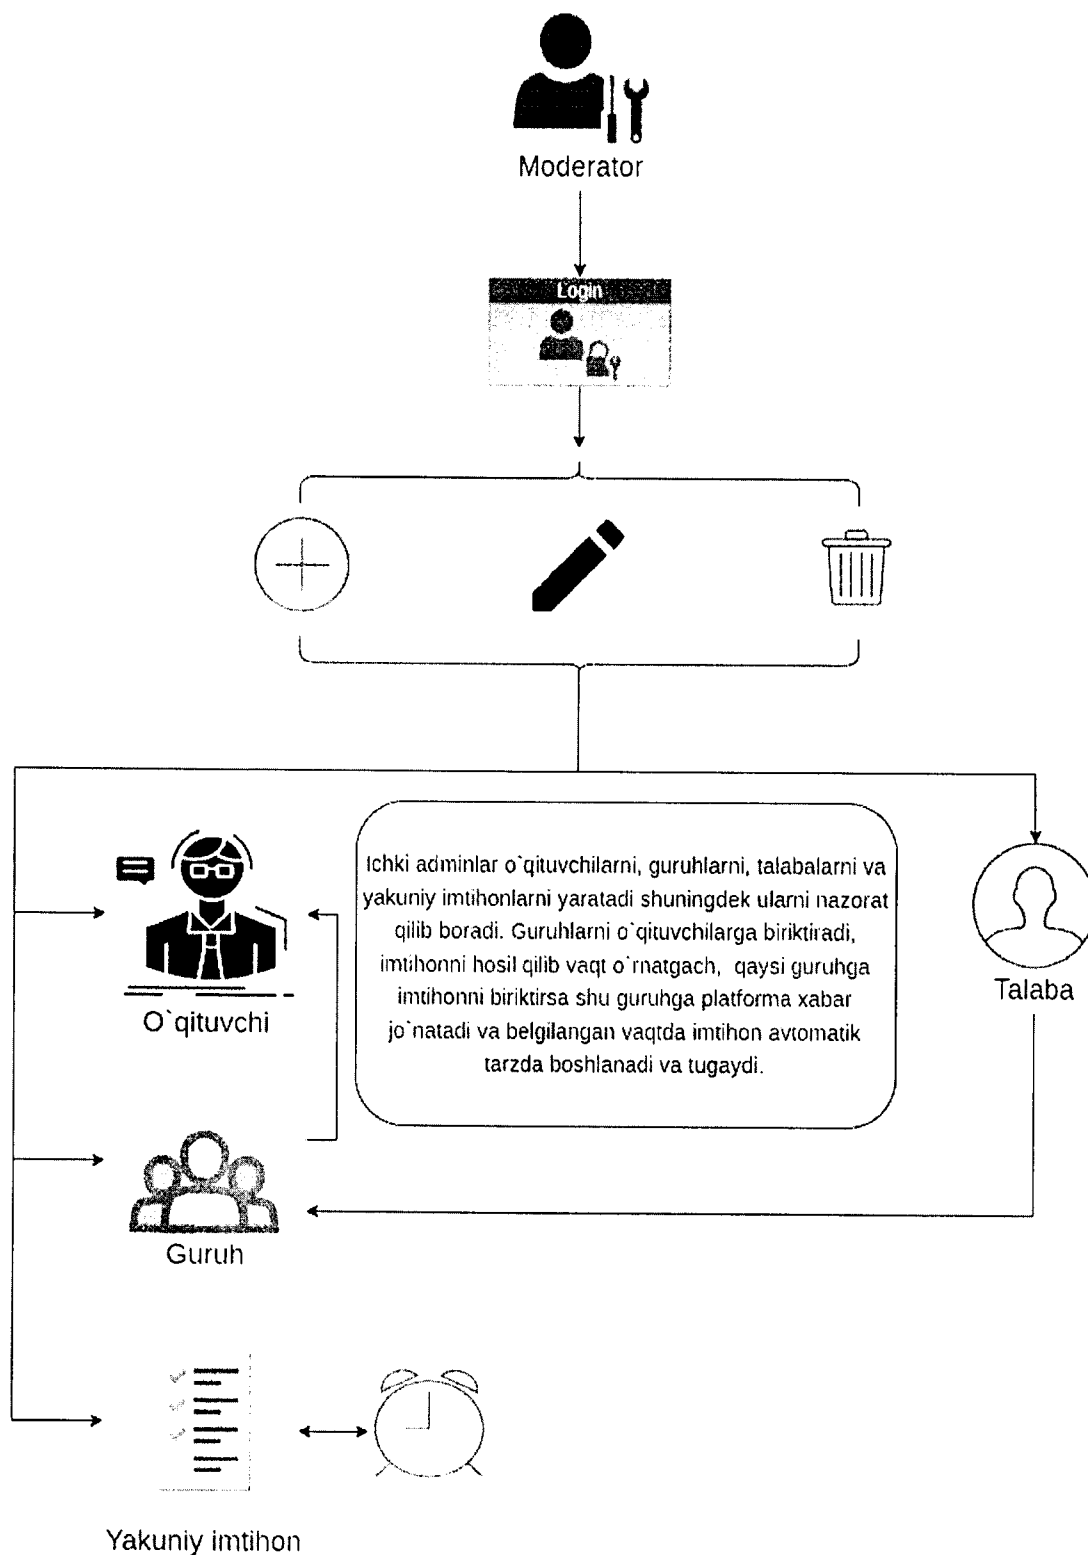 Moderator
Login
Ichki adminlar o`qituvchilarni, guruhlarni, talabalarni va
yakuniy imtihonlarni yaratadi shuningdek ularni nazorat
qilib boradi. Guruhlarni o`qituvchilarga biriktiradi,
imtihonni hosil qilib vaqt o`rnatgach, qaysi guruhga
imtihonni biriktirsa shu guruhga platforma xabar
jo`natadi va belgilangan vaqtda imtihon avtomatik
tarzda boshlanadi va tugaydi.
O`qituvchi
Talaba
Guruh
Yakuniy imtihon